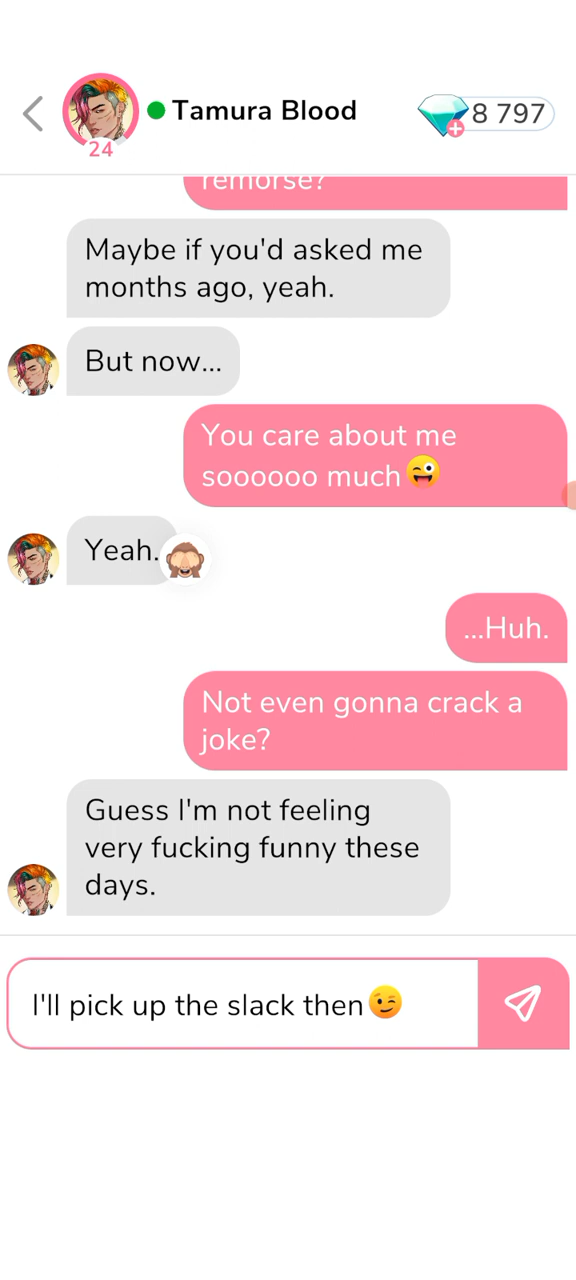 Tamura Blood
8 797
24
remorse?
Maybe if you'd asked me
months ago, yeah.
But now...
You care about me
soooooo much😜
Yeah.
🙈
...Huh.
Not even gonna crack a
joke?
Guess I'm not feeling
very fucking funny these
days.
I'll pick up the slack then😉